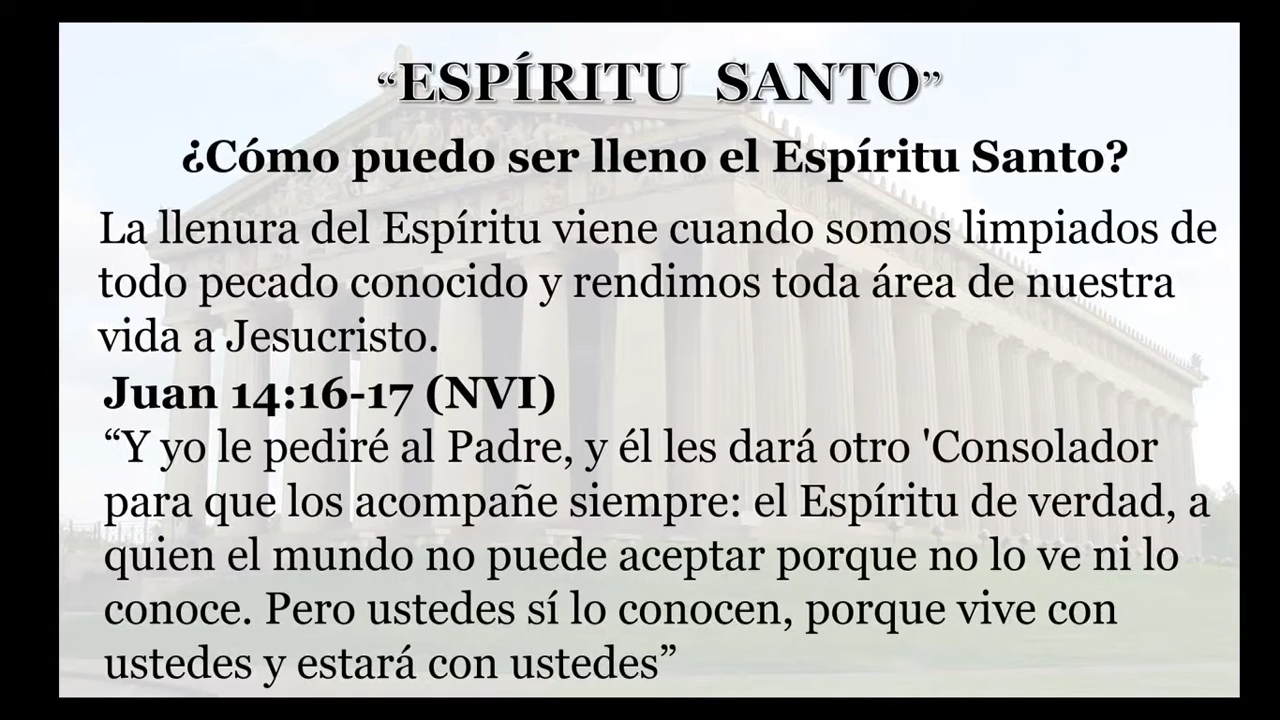 “ESPÍRITU SANTO”
¿Cómo puedo ser lleno el Espíritu Santo?
La llenura del Espíritu viene cuando somos limpiados de
todo pecado conocido y rendimos toda área de nuestra
vida a Jesucristo.
Juan 14:16-17 (NVI)
“Y yo le pediré al Padre, y él les dará otro 'Consolador
para que los acompañe siempre: el Espíritu de verdad, a
quien el mundo no puede aceptar porque no lo ve ni lo
conoce. Pero ustedes sí lo conocen, porque vive con
ustedes y estará con ustedes”